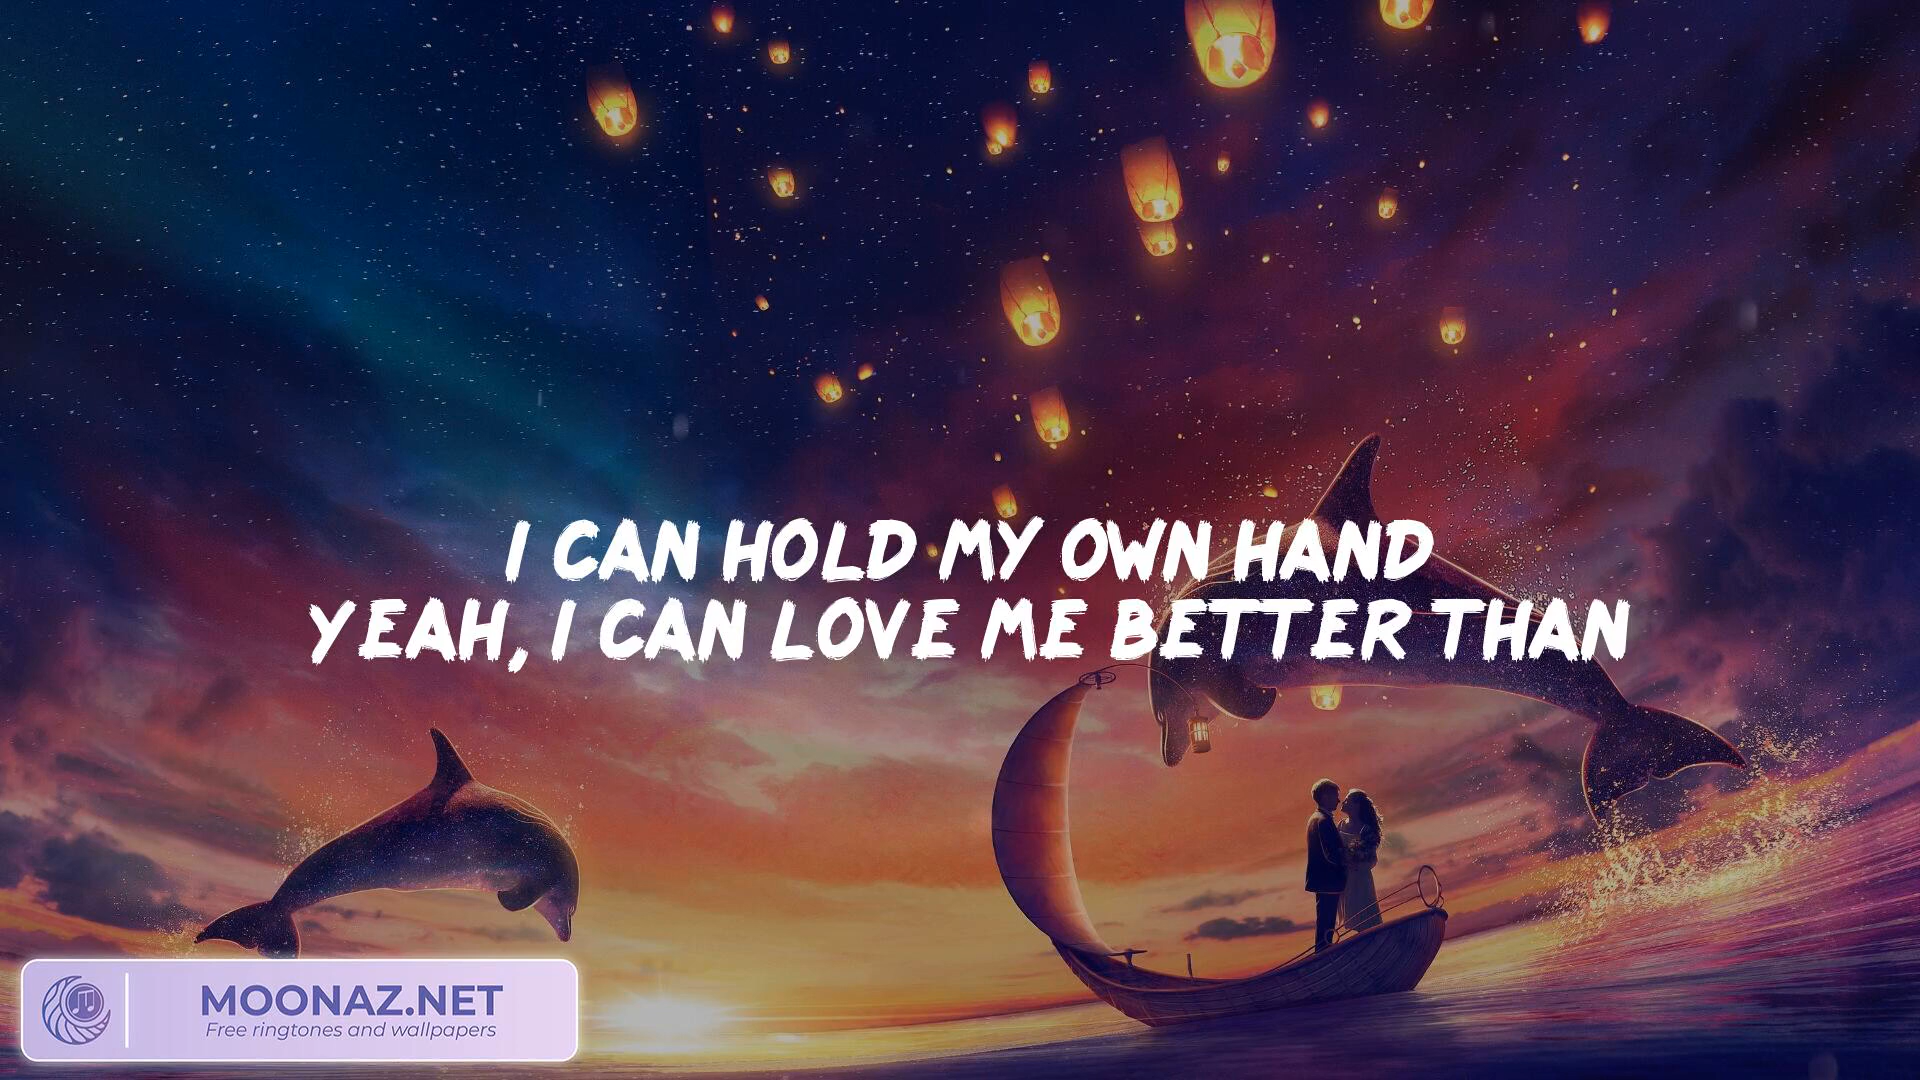 I CAN HOLD MY OWN HAND
YEAH, I CAN LOVE ME BETTER THAN
MOONAZ.NET
Free ringtones and wallpapers